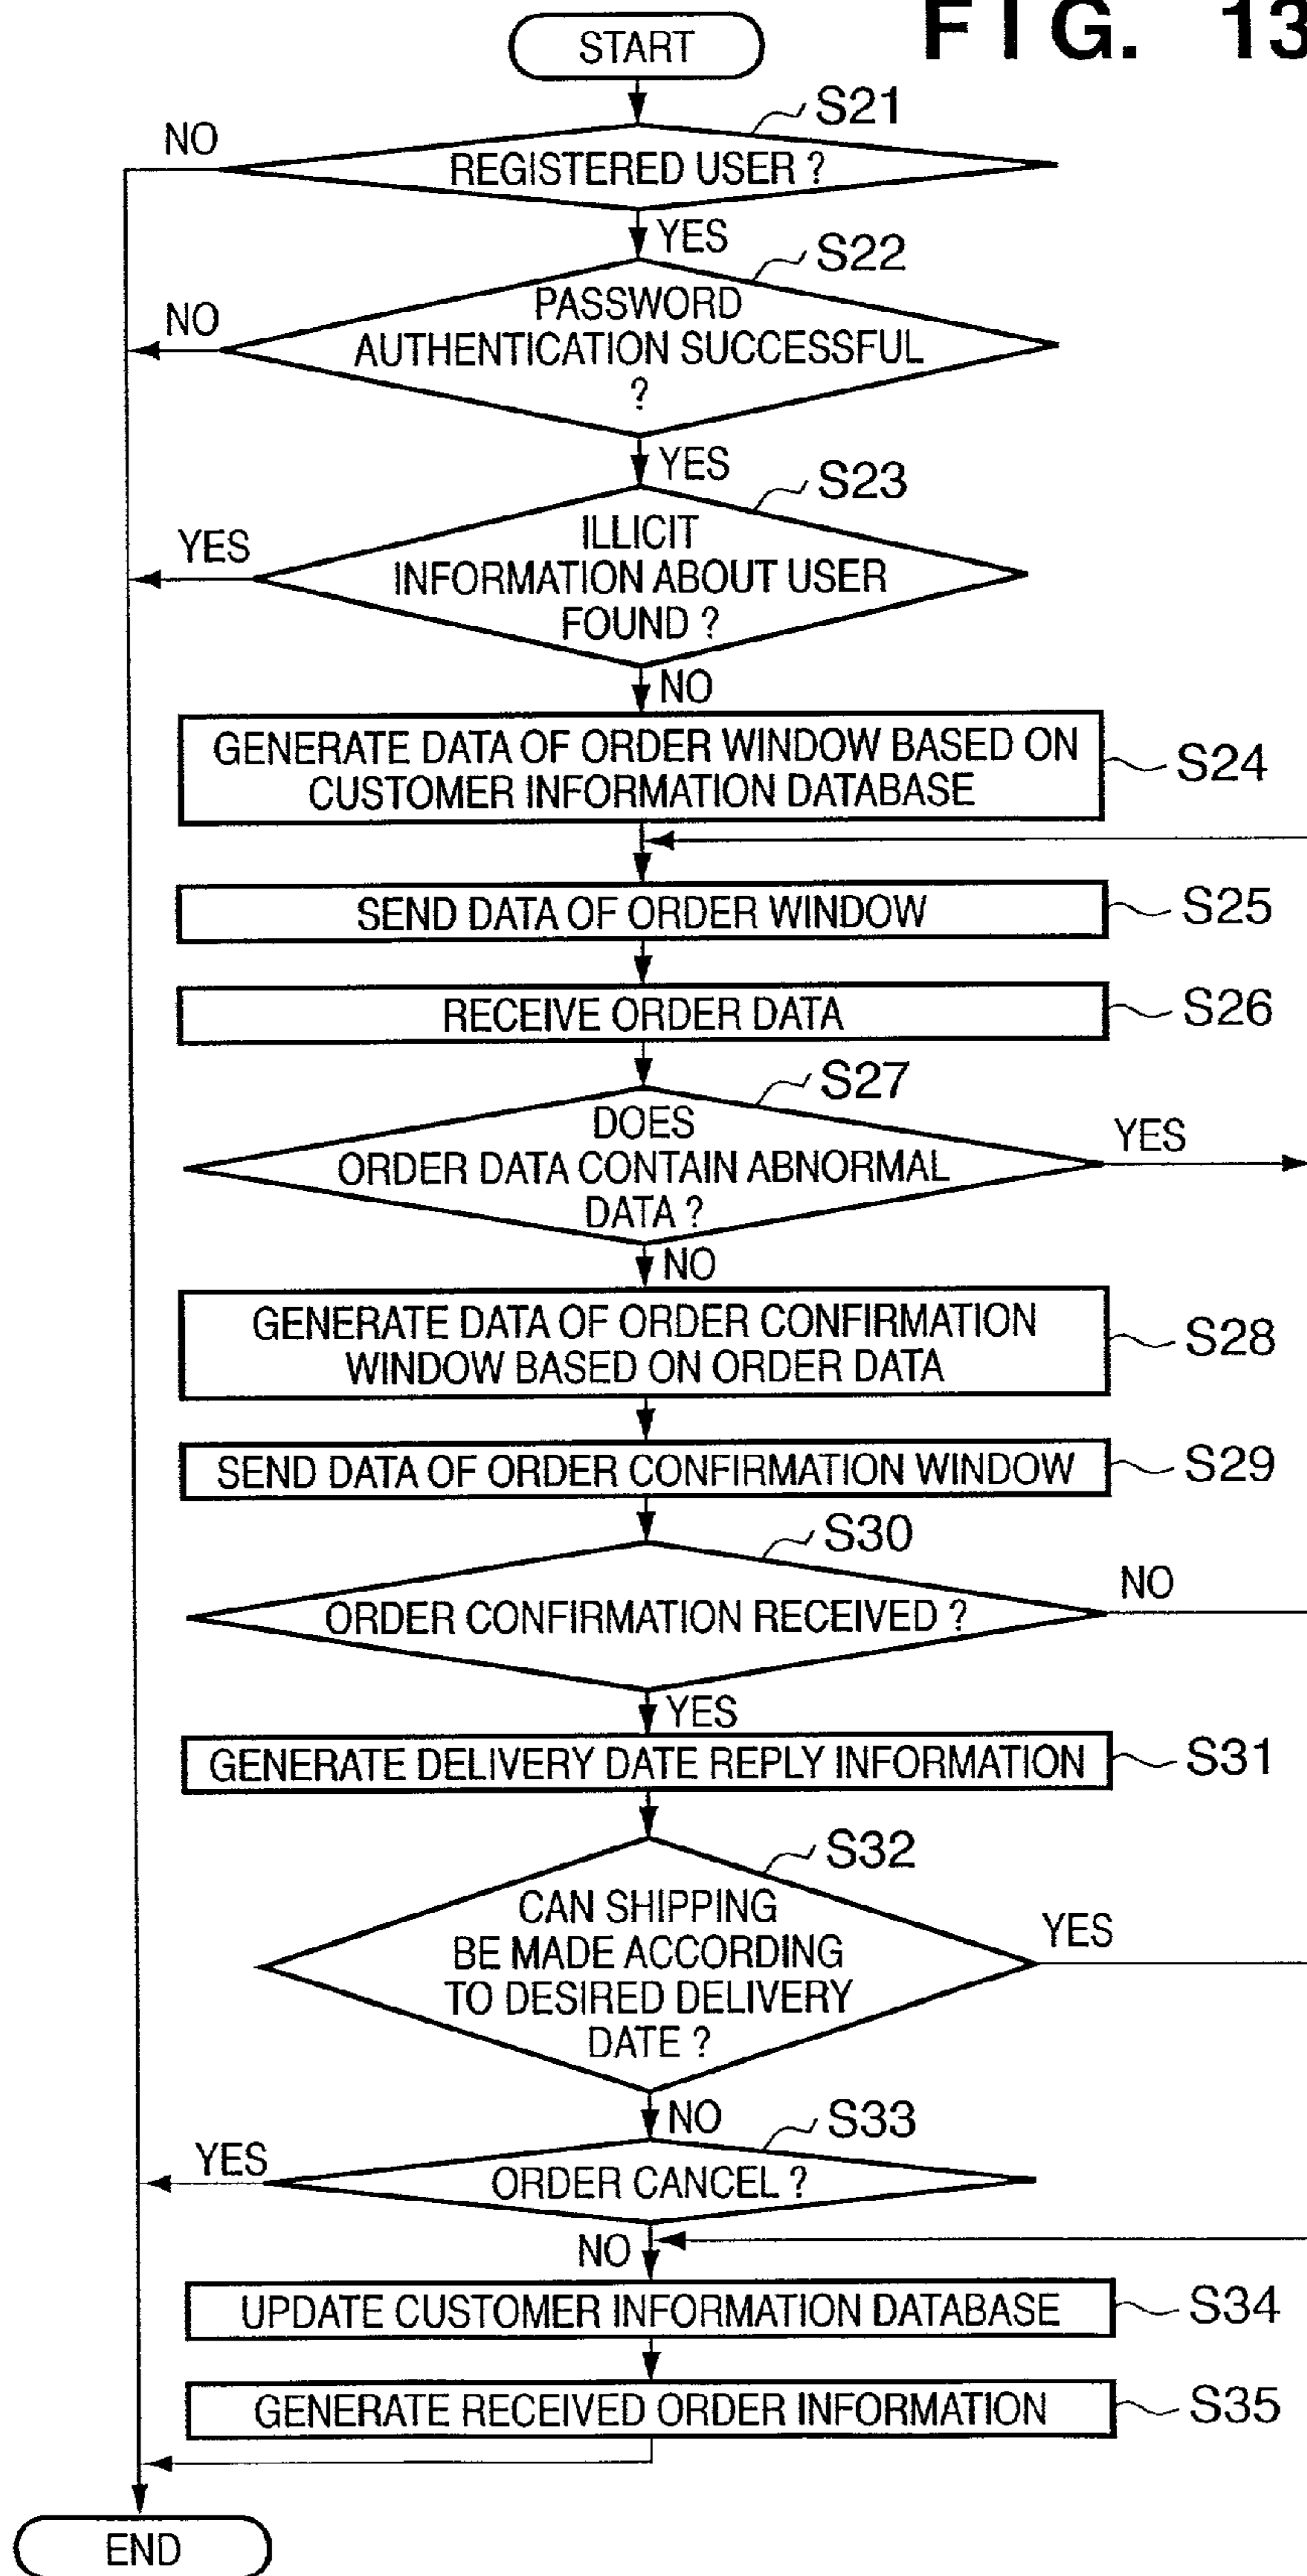 FIG. 13
START
S21
NO
REGISTERED USER ?
YES
S22
NO
PASSWORD
AUTHENTICATION SUCCESSFUL
?
YES
S23
YES
ILLICIT
INFORMATION ABOUT USER
FOUND ?
NO
GENERATE DATA OF ORDER WINDOW BASED ON
CUSTOMER INFORMATION DATABASE
S24
SEND DATA OF ORDER WINDOW
S25
RECEIVE ORDER DATA
S26
S27
DOES
ORDER DATA CONTAIN ABNORMAL
DATA ?
YES
NO
GENERATE DATA OF ORDER CONFIRMATION
WINDOW BASED ON ORDER DATA
S28
SEND DATA OF ORDER CONFIRMATION WINDOW
S29
S30
NO
ORDER CONFIRMATION RECEIVED ?
YES
GENERATE DELIVERY DATE REPLY INFORMATION
S31
S32
CAN SHIPPING
BE MADE ACCORDING
TO DESIRED DELIVERY
DATE ?
YES
NO
S33
YES
ORDER CANCEL ?
NO
UPDATE CUSTOMER INFORMATION DATABASE
S34
GENERATE RECEIVED ORDER INFORMATION
S35
END